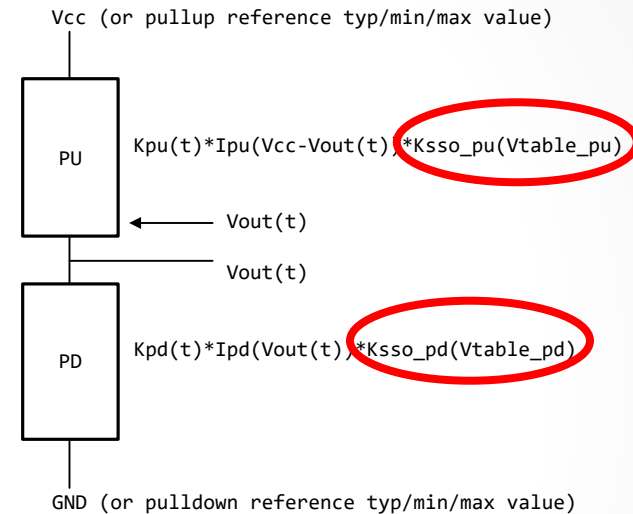 Vcc (or pullup reference typ/min/max value)
PU
Kpu(t)*Ipu(Vcc-Vout(t))*Ksso_pu(Vtable_pu)
Vout(t)
Vout(t)
PD
Kpd(t)*Ipd(Vout(t))*Ksso_pd(Vtable_pd)
GND (or pulldown reference typ/min/max value)